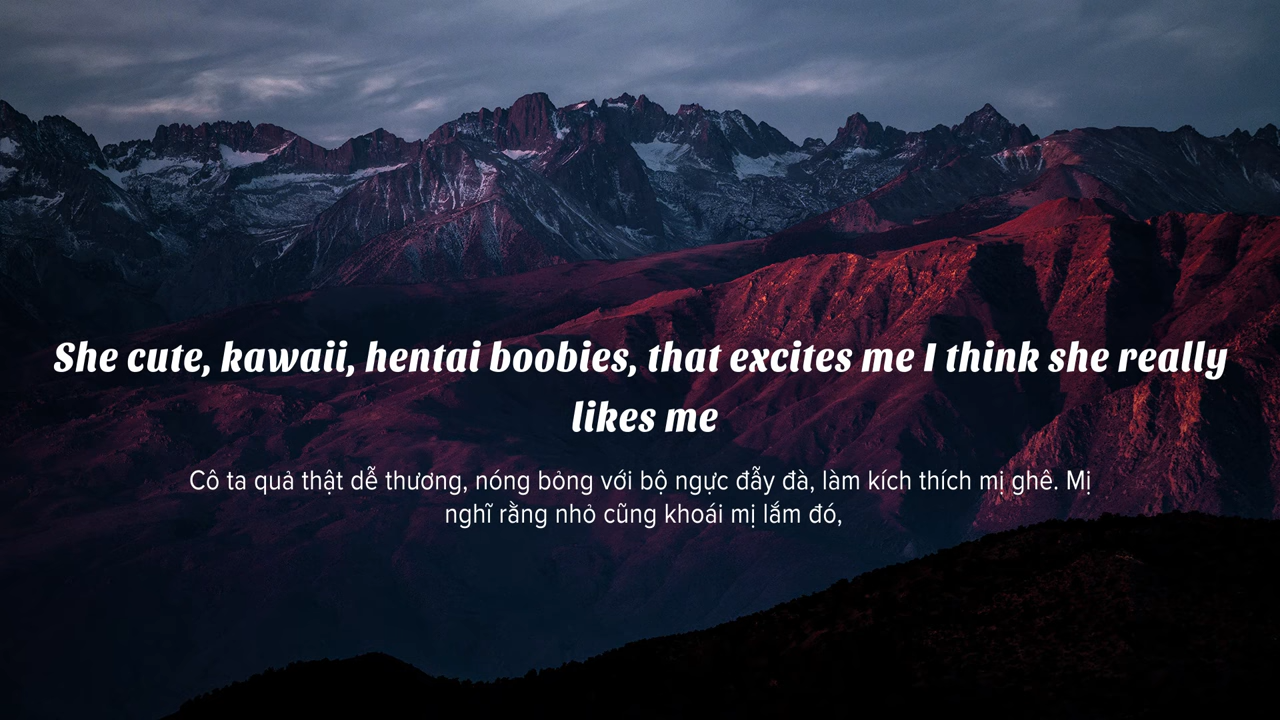 She cute, kawaii, hentai boobies, that excites me I think she really
likes me
Cô ta quả thật dễ thương, nóng bỏng với bộ ngực đẫy đà, làm kích thích mị ghê. Mị
nghĩ rằng nhỏ cũng khoái mị lắm đó,